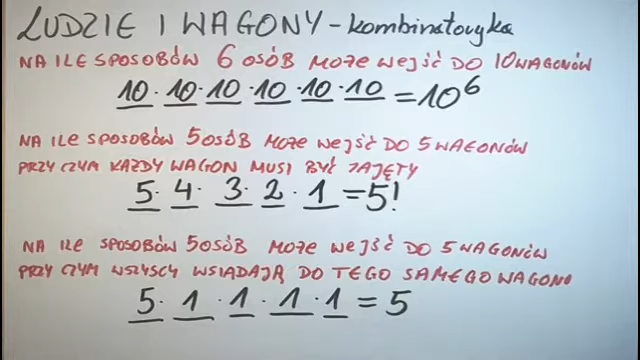 LUDZIE I WAGONY - kombinatoryka
NA ILE SPOSOBÓW 6 OSÓB MOŻE WEJŚĆ DO 10 WAGONÓW
10 · 10 · 10 · 10 · 10 · 10 = 10⁶
NA ILE SPOSOBÓW 5 OSÓB MOŻE WEJŚĆ DO 5 WAGONÓW
PRZY CZYM KAŻDY WAGON MUSI BYĆ ZAJĘTY
5 · 4 · 3 · 2 · 1 = 5!
NA ILE SPOSOBÓW 5 OSÓB MOŻE WEJŚĆ DO 5 WAGONÓW
PRZY CZYM WSZYSCY WSIADAJĄ DO TEGO SAMEGO WAGONU
5 · 1 · 1 · 1 · 1 = 5